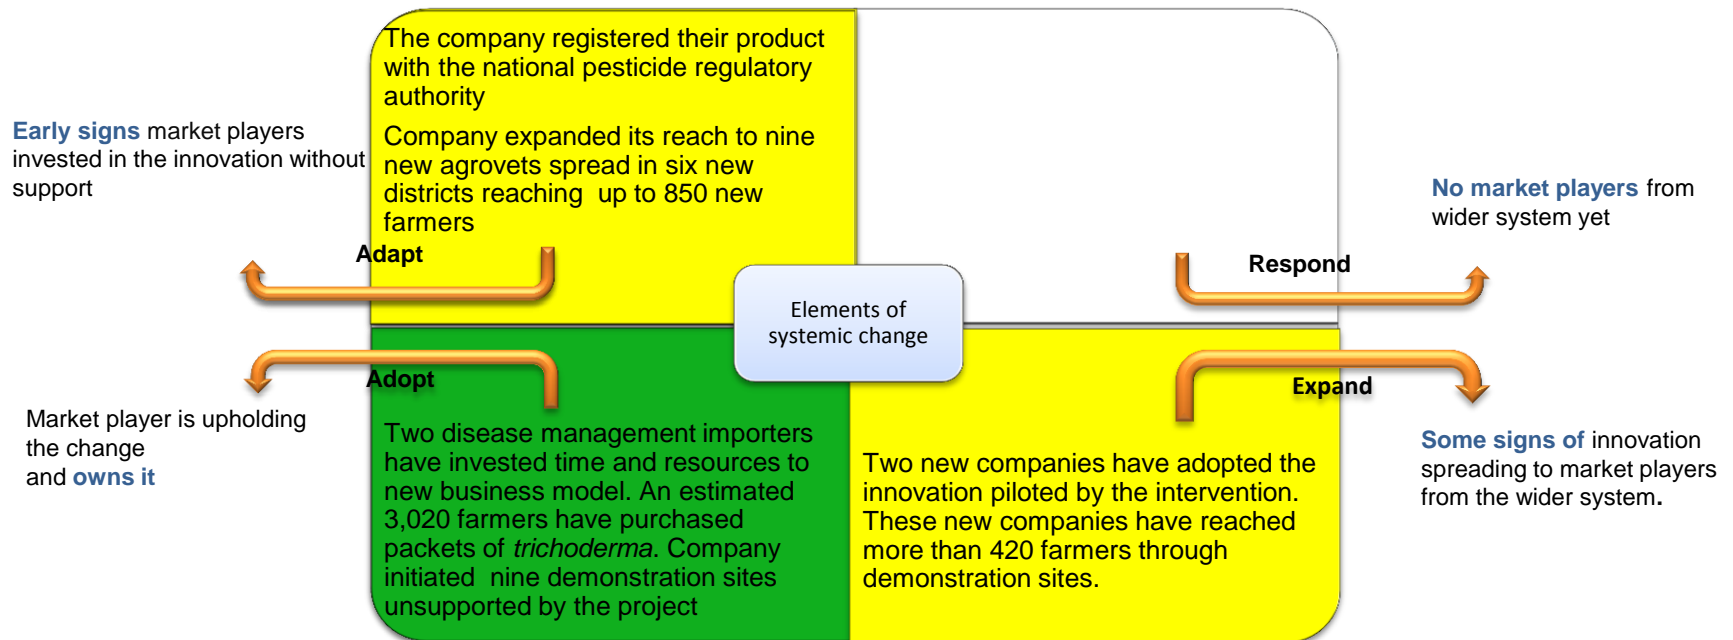 The company registered their product
with the national pesticide regulatory
authority
Company expanded its reach to nine
new agrovets spread in six new
districts reaching up to 850 new
farmers
Early signs market players
invested in the innovation without
support
Adapt
No market players from
wider system yet
Respond
Elements of
systemic change
Adopt
Market player is upholding
the change
and owns it
Two disease management importers
have invested time and resources to
new business model. An estimated
3,020 farmers have purchased
packets of trichoderma. Company
initiated nine demonstration sites
unsupported by the project
Expand
Two new companies have adopted the
innovation piloted by the intervention.
These new companies have reached
more than 420 farmers through
demonstration sites.
Some signs of innovation
spreading to market players
from the wider system.